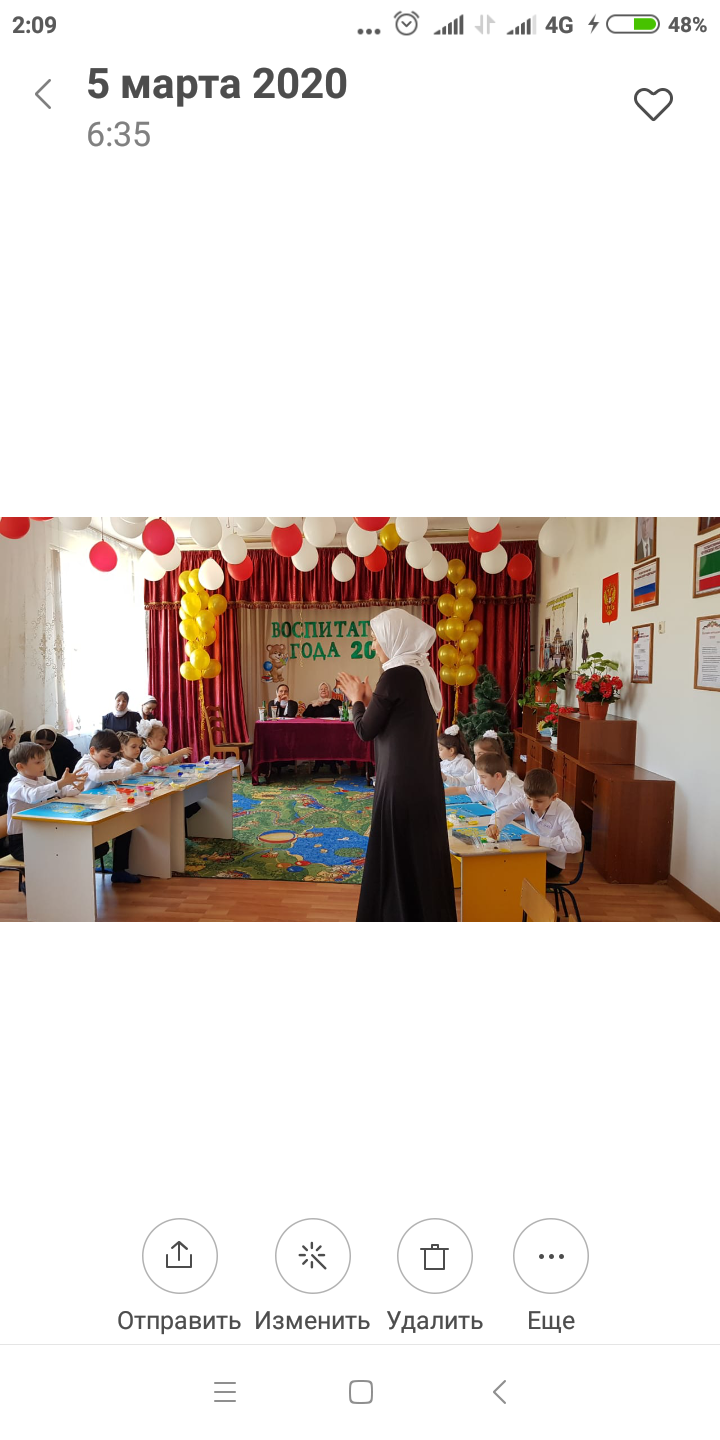 2:09
4G
48%
5 марта 2020
6:35
ВОСПИТАТ
ГОДА 20
Отправить Изменить Удалить Еще